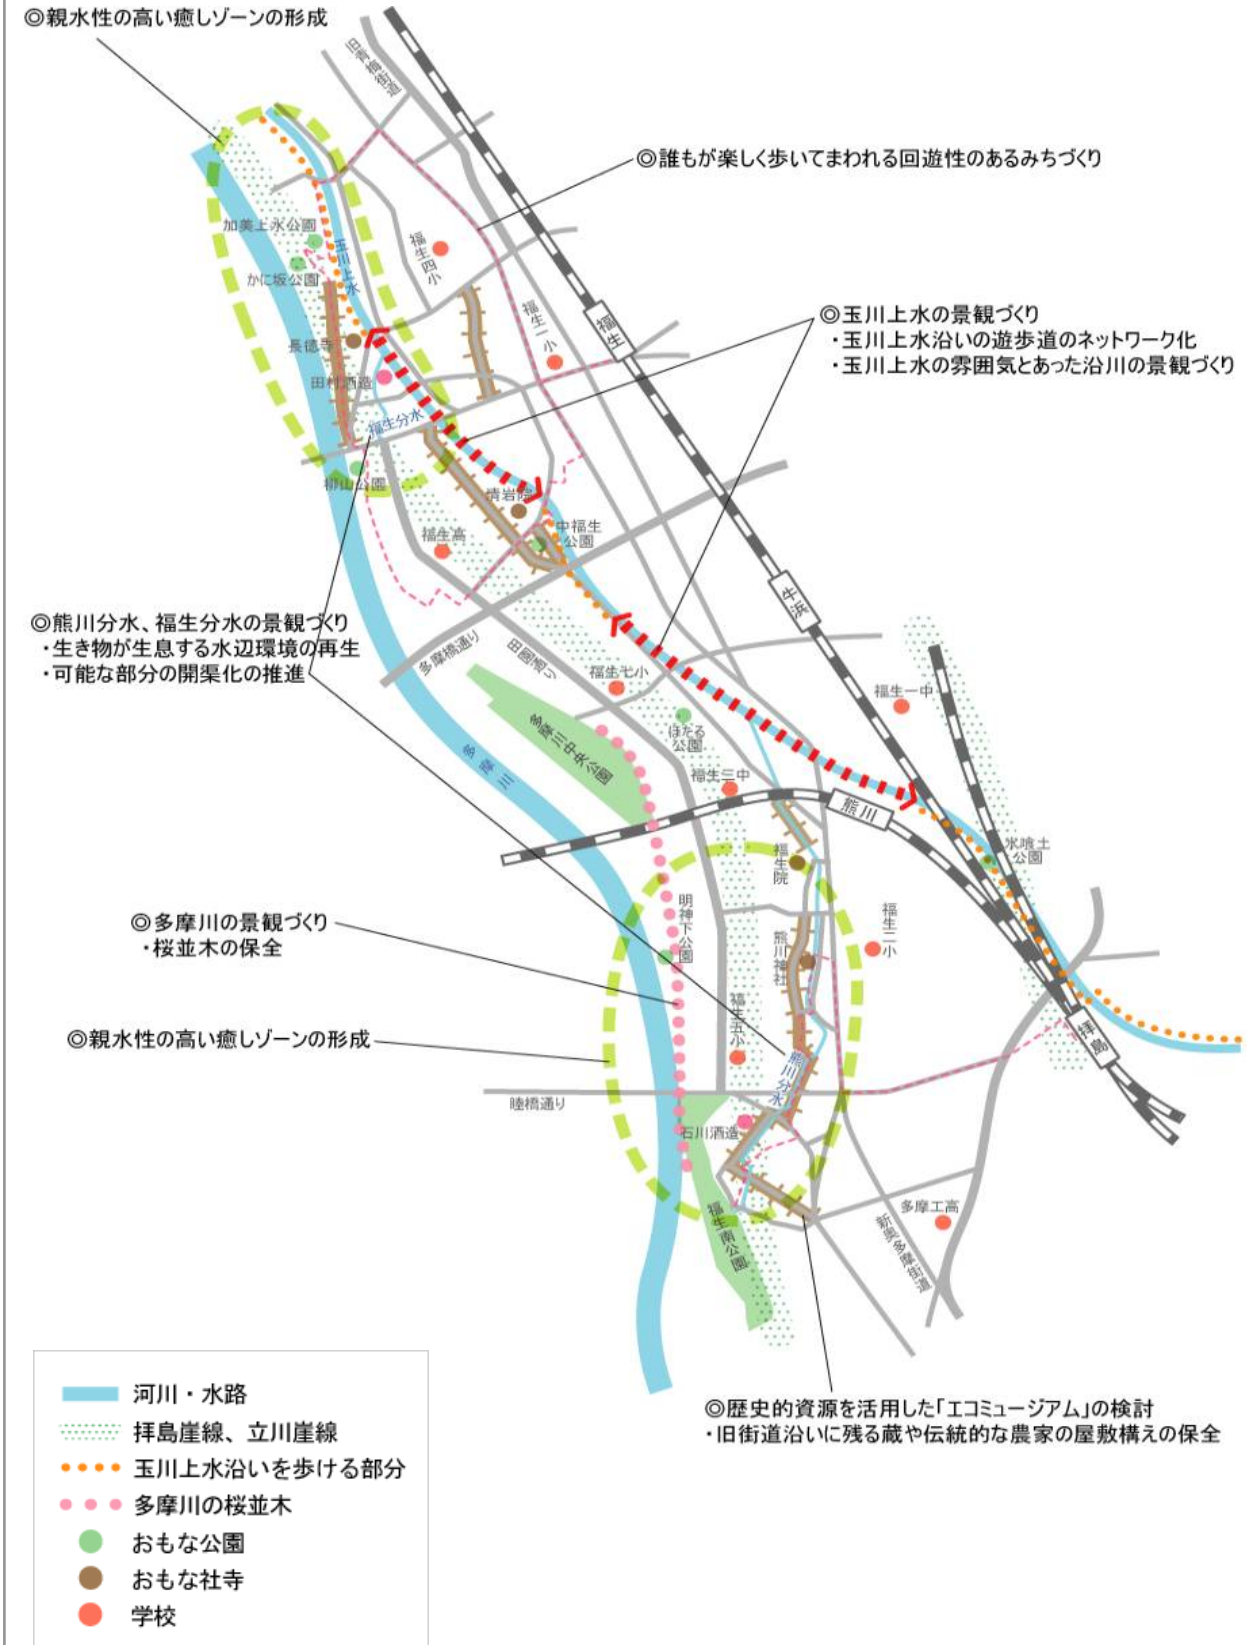 ◎親水性の高い癒しゾーンの形成
旧青梅街道
◎誰もが楽しく歩いてまわれる回遊性のあるみちづくり
加美上水公園
玉川上水
福生四小
かに坂公園
福生一小
福生
◎玉川上水の景観づくり
・玉川上水沿いの遊歩道のネットワーク化
・玉川上水の雰囲気とあった沿川の景観づくり
長徳寺
田村酒造
福生分水
柳山公園
清岩院
福生高
中福生
公園
牛浜
◎熊川分水、福生分水の景観づくり
・生き物が生息する水辺環境の再生
・可能な部分の開渠化の推進
多摩橋通り
田園通り
福生七小
福生一中
多摩川中央公園
ほたる
公園
多摩川
福生三中
熊川
福生院
水喰土
公園
◎多摩川の景観づくり
・桜並木の保全
明神下公園
熊川神社
福生二小
福生五小
拝島
◎親水性の高い癒しゾーンの形成
熊川分水
睦橋通り
石川酒造
福生南公園
多摩工高
新奥多摩街道
◎歴史的資源を活用した「エコミュージアム」の検討
・旧街道沿いに残る蔵や伝統的な農家の屋敷構えの保全
河川・水路
拝島崖線、立川崖線
玉川上水沿いを歩ける部分
多摩川の桜並木
おもな公園
おもな社寺
学校